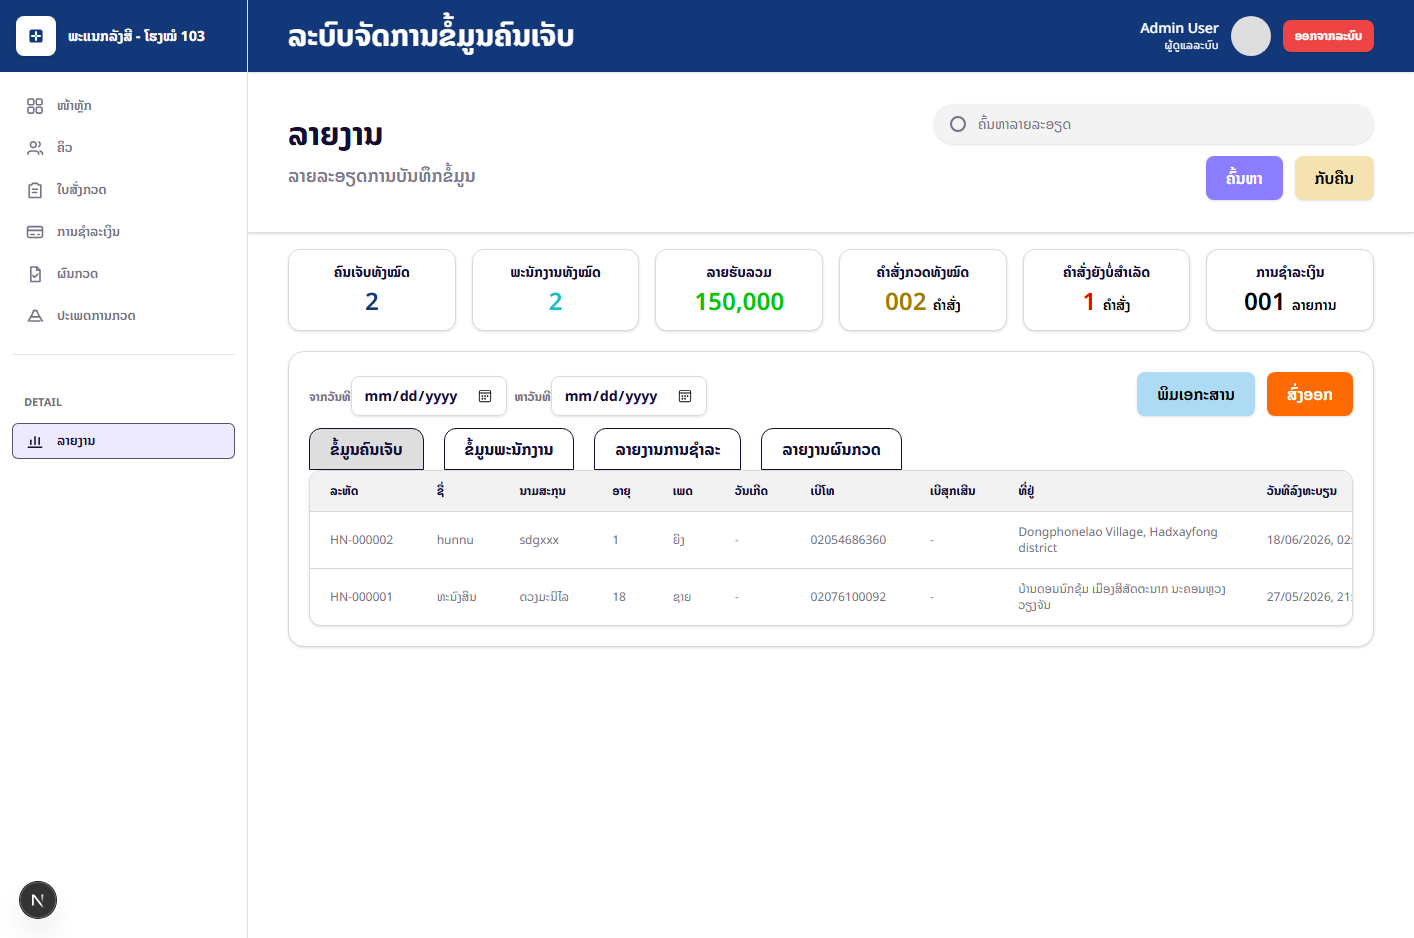 ພະແນກລັງສີ - ໂຮງໝໍ 103
ລະບົບຈັດການຂໍ້ມູນຄົນເຈັບ
Admin User
ຜູ້ດູແລລະບົບ
ອອກຈາກລະບົບ
ໜ້າຫຼັກ
ຄິວ
ໃບສັ່ງກວດ
ການຊຳລະເງິນ
ຜົນກວດ
ປະເພດການກວດ
DETAIL
ລາຍງານ
ລາຍງານ
ລາຍລະອຽດການບັນທຶກຂໍ້ມູນ
ຄົ້ນຫາລາຍລະອຽດ
ຄົ້ນຫາ
ກັບຄືນ
ຄົນເຈັບທັງໝົດ
2
ພະນັກງານທັງໝົດ
2
ລາຍຮັບລວມ
150,000
ຄຳສັ່ງກວດທັງໝົດ
002 ຄຳສັ່ງ
ຄຳສັ່ງຍັງບໍ່ສຳເລັດ
1 ຄຳສັ່ງ
ການຊຳລະເງິນ
001 ລາຍການ
ຈາກວັນທີ mm/dd/yyyy ຫາວັນທີ mm/dd/yyyy
ພິມເອກະສານ
ສົ່ງອອກ
ຂໍ້ມູນຄົນເຈັບ ຂໍ້ມູນພະນັກງານ ລາຍງານການຊຳລະ ລາຍງານຜົນກວດ
ລະຫັດ ຊື່ ນາມສະກຸນ ອາຍຸ ເພດ ວັນເກີດ ເບີໂທ ເບີສຸກເສີນ ທີ່ຢູ່ ວັນທີລົງທະບຽນ
HN-000002 hunnu sdgxxx 1 ຍິງ - 02054686360 - Dongphonelao Village, Hadxayfong district 18/06/2026, 02:
HN-000001 ທະນົງສິນ ດວງມະນີໄລ 18 ຊາຍ - 02076100092 - ບ້ານດອນນົກຂຸ້ມ ເມືອງສີສັດຕະນາກ ນະຄອນຫຼວງວຽງຈັນ 27/05/2026, 21: